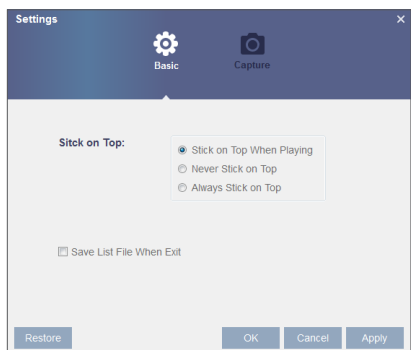 Settings
Basic
Capture
Sitck on Top:
Stick on Top When Playing
Never Stick on Top
Always Stick on Top
Save List File When Exit
Restore
OK
Cancel
Apply